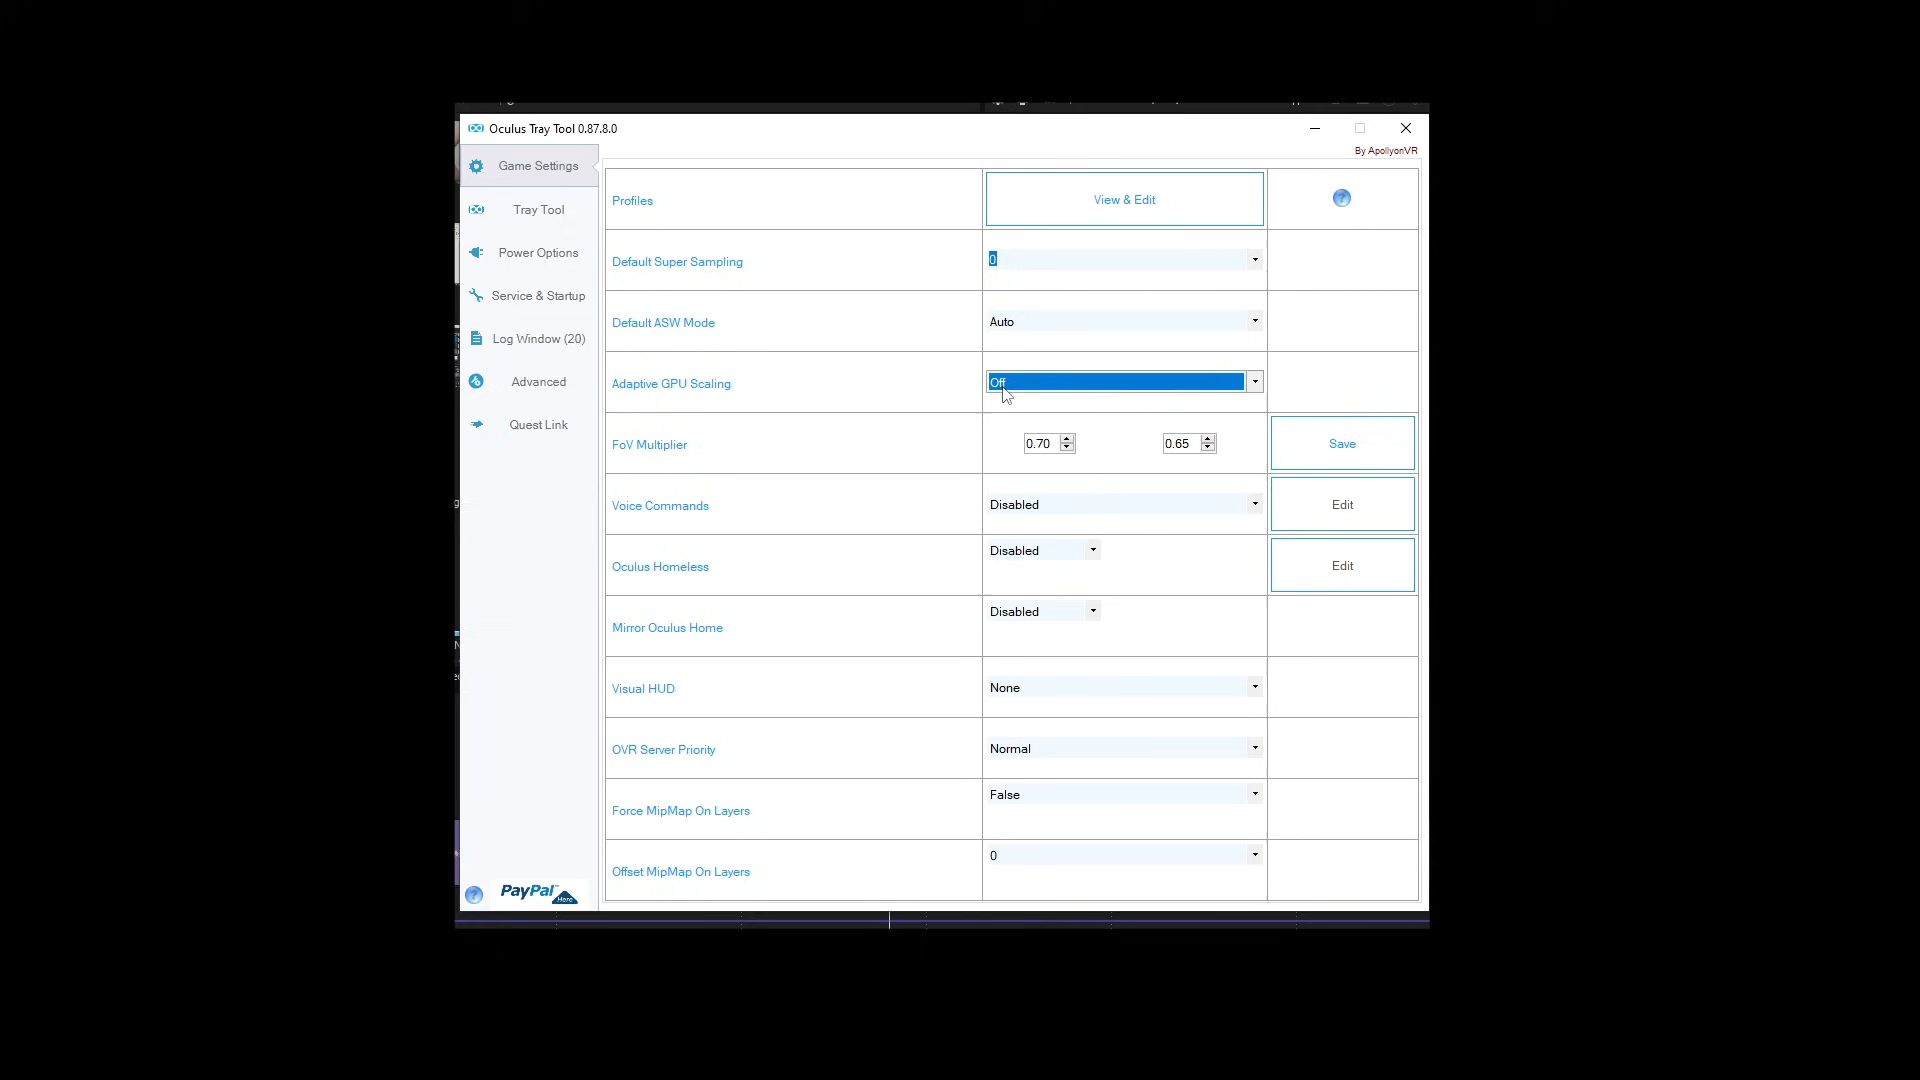 Oculus Tray Tool 0.87.8.0
By ApollyonVR
Game Settings
Tray Tool
Power Options
Service & Startup
Log Window (20)
Advanced
Quest Link
PayPal
Here
Profiles
View & Edit
?
Default Super Sampling
0
Default ASW Mode
Auto
Adaptive GPU Scaling
Off
FoV Multiplier
0.70
0.65
Save
Voice Commands
Disabled
Edit
Oculus Homeless
Disabled
Edit
Mirror Oculus Home
Disabled
Visual HUD
None
OVR Server Priority
Normal
Force MipMap On Layers
False
Offset MipMap On Layers
0